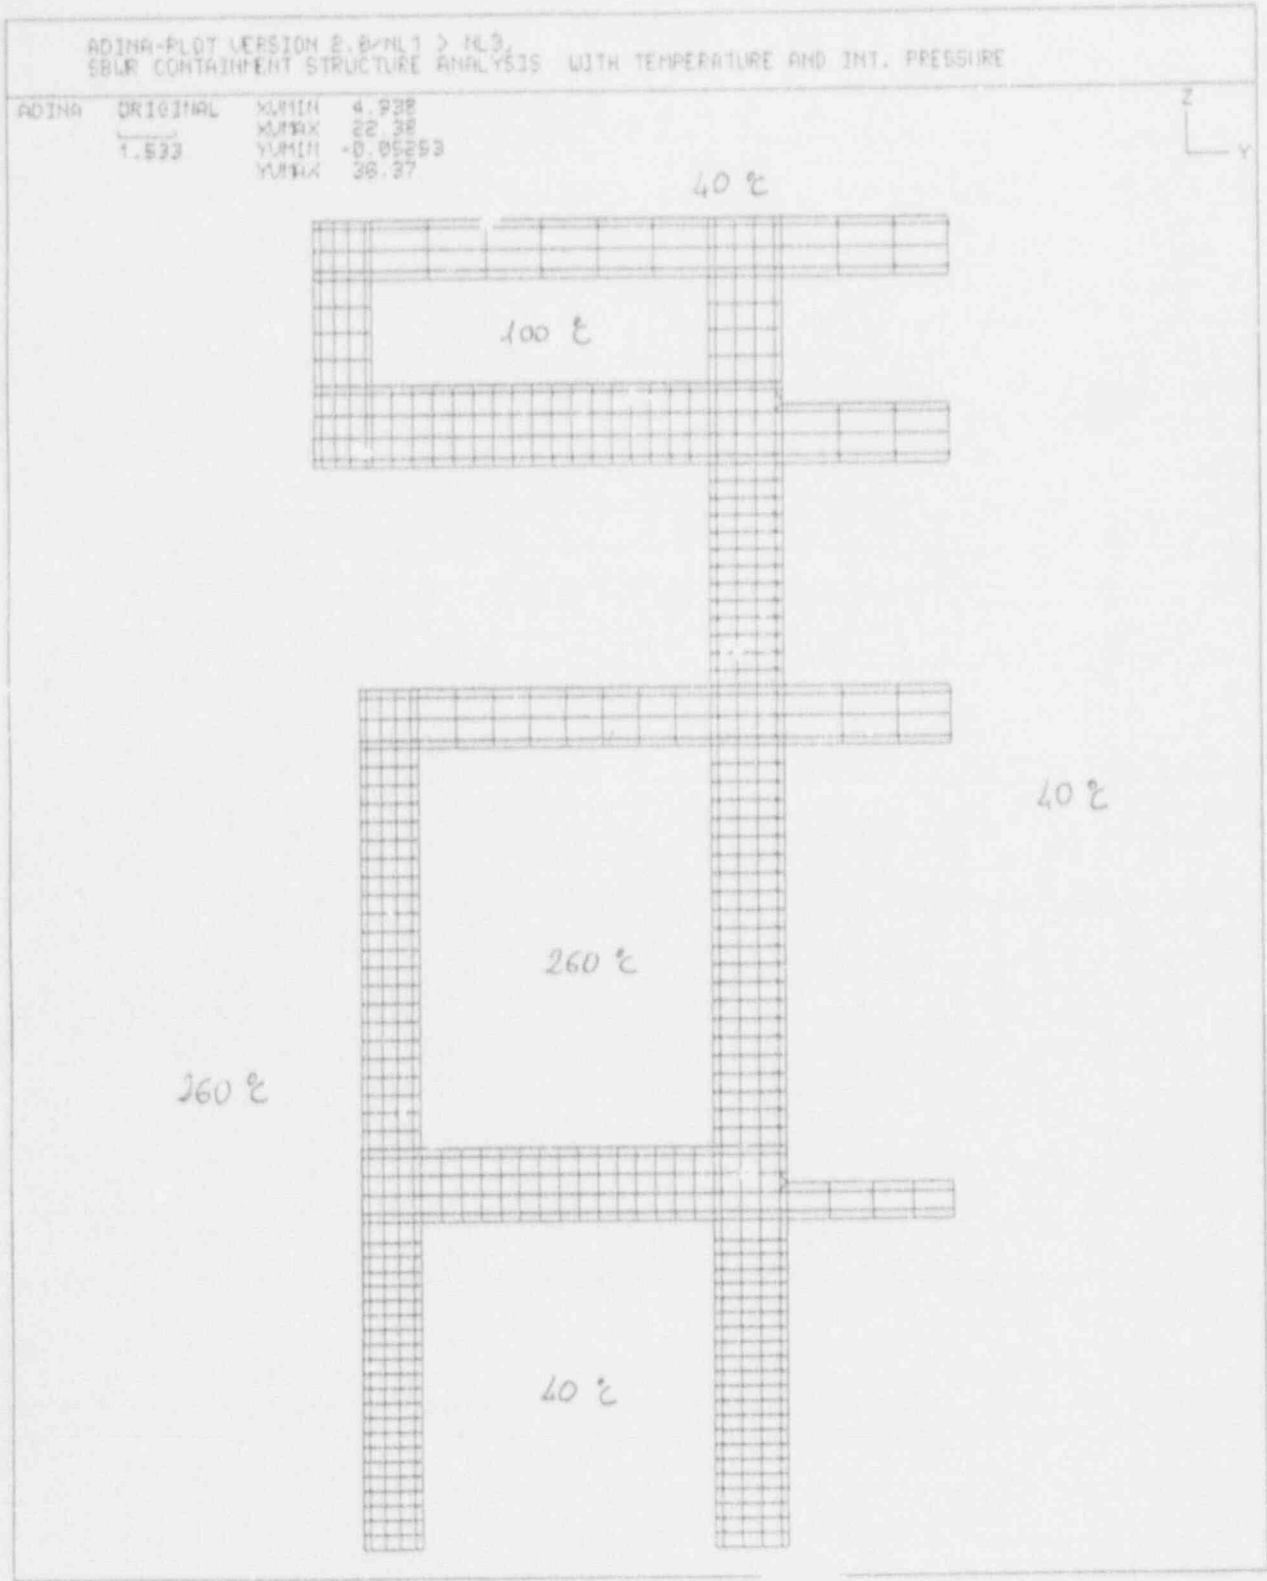 ADINA-PLOT VERSION 2.0/NL1 > NL3,
SBWR CONTAINMENT STRUCTURE ANALYSIS WITH TEMPERATURE AND INT. PRESSURE
ADINA ORIGINAL XVMIN 4.938
XVMAX 22.38
1.533 YVMIN -0.05253
YVMAX 36.37
Z
Y
40 ℃
100 ℃
40 ℃
260 ℃
260 ℃
40 ℃